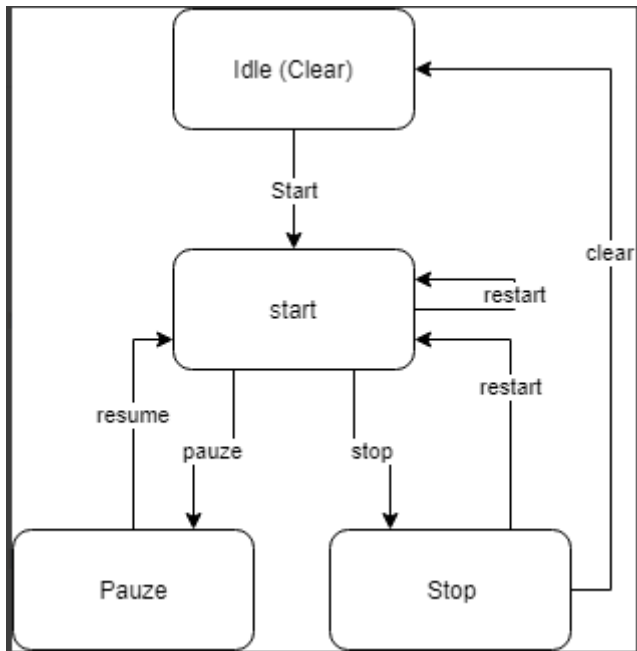 Idle (Clear)
Start
clear
start
restart
restart
resume
pauze
stop
Pauze
Stop